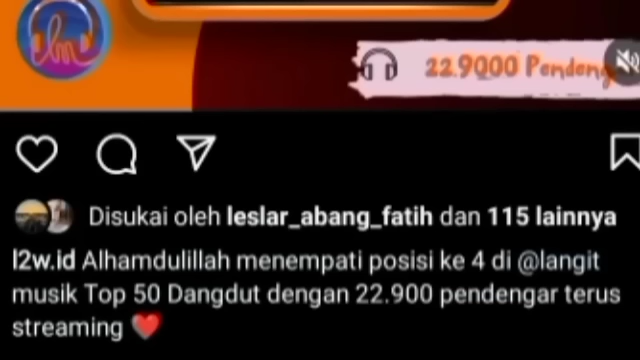 lm
22.9000 Pendeng
Disukai oleh leslar_abang_fatih dan 115 lainnya
l2w.id Alhamdulillah menempati posisi ke 4 di @langit
musik Top 50 Dangdut dengan 22.900 pendengar terus
streaming ❤️